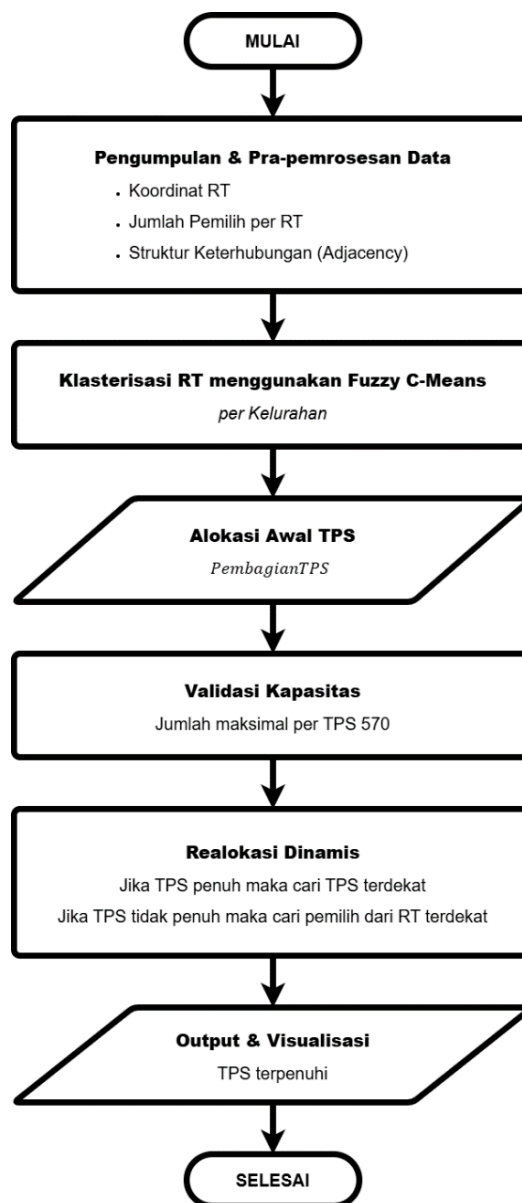 MULAI
Pengumpulan & Pra-pemrosesan Data
• Koordinat RT
• Jumlah Pemilih per RT
• Struktur Keterhubungan (Adjacency)
Klasterisasi RT menggunakan Fuzzy C-Means
per Kelurahan
Alokasi Awal TPS
PembagianTPS
Validasi Kapasitas
Jumlah maksimal per TPS 570
Realokasi Dinamis
Jika TPS penuh maka cari TPS terdekat
Jika TPS tidak penuh maka cari pemilih dari RT terdekat
Output & Visualisasi
TPS terpenuhi
SELESAI